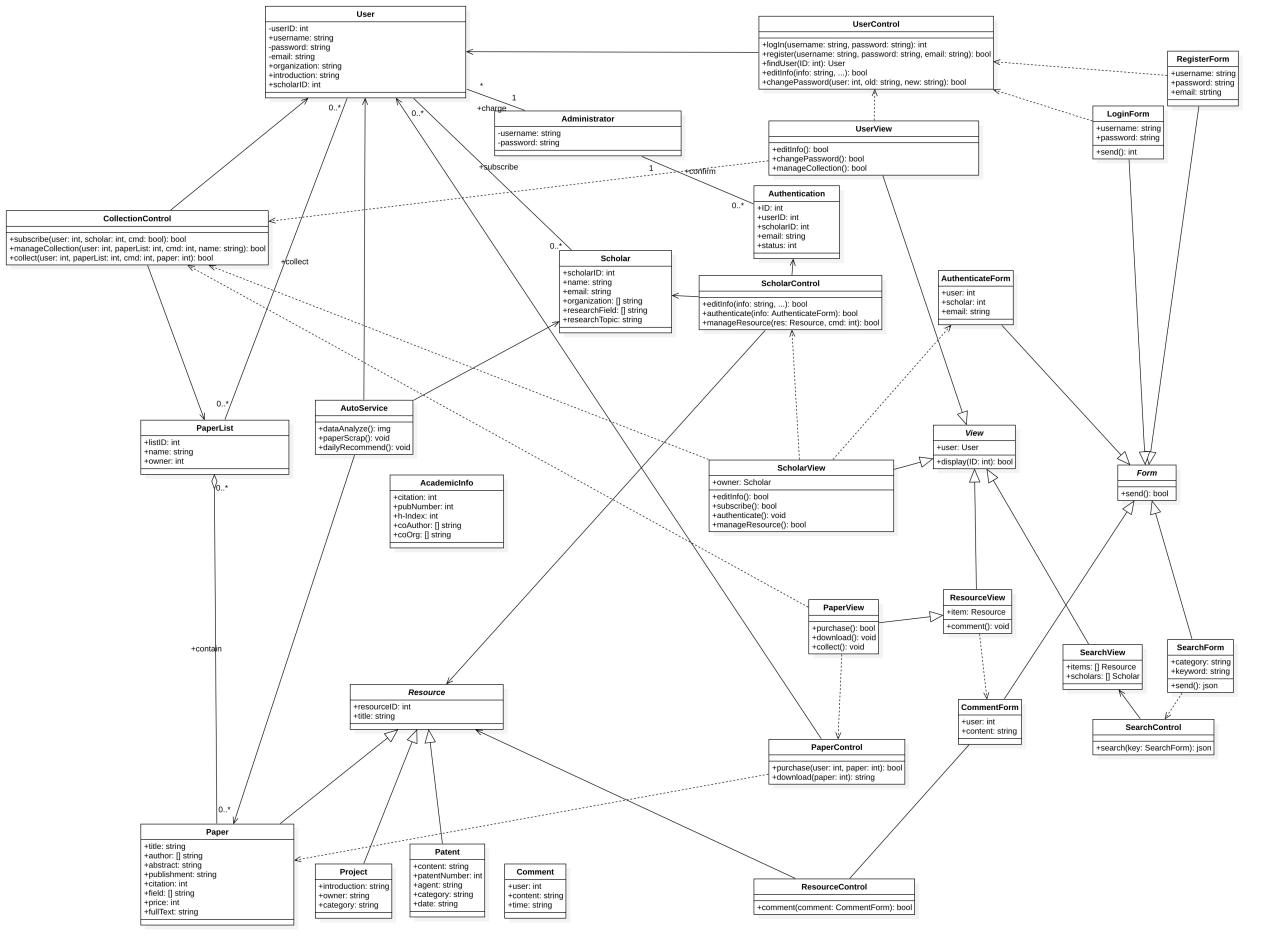 User
-userID: int
+username: string
-password: string
-email: string
+organization: string
+introduction: string
+scholarID: int
UserControl
+logIn(username: string, password: string): int
+register(username: string, password: string, email: string): bool
+findUser(ID: int): User
+editInfo(info: string, ...): bool
+changePassword(user: int, old: string, new: string): bool
RegisterForm
+username: string
+password: string
+email: strting
LoginForm
+username: string
+password: string
+send(): int
*
1
+charge
0..*
0..*
Administrator
-username: string
-password: string
UserView
+editInfo(): bool
+changePassword(): bool
+manageCollection(): bool
+subscribe
1
+confirm
0..*
Authentication
+ID: int
+userID: int
+scholarID: int
+email: string
+status: int
CollectionControl
+subscribe(user: int, scholar: int, cmd: bool): bool
+manageCollection(user: int, paperList: int, cmd: int, name: string): bool
+collect(user: int, paperList: int, cmd: int, paper: int): bool
+collect
0..*
Scholar
+scholarID: int
+name: string
+email: string
+organization: [] string
+researchField: [] string
+researchTopic: string
ScholarControl
+editInfo(info: string, ...): bool
+authenticate(info: AuthenticateForm): bool
+manageResource(res: Resource, cmd: int): bool
AuthenticateForm
+user: int
+scholar: int
+email: string
0..*
PaperList
+listID: int
+name: string
+owner: int
0..*
AutoService
+dataAnalyze(): img
+paperScrap(): void
+dailyRecommend(): void
View
+user: User
+display(ID: int): bool
ScholarView
+owner: Scholar
+editInfo(): bool
+subscribe(): bool
+authenticate(): void
+manageResource(): bool
Form
+send(): bool
AcademicInfo
+citation: int
+pubNumber: int
+h-Index: int
+coAuthor: [] string
+coOrg: [] string
PaperView
+purchase(): bool
+download(): void
+collect(): void
ResourceView
+item: Resource
+comment(): void
+contain
SearchView
+items: [] Resource
+scholars: [] Scholar
SearchForm
+category: string
+keyword: string
+send(): json
Resource
+resourceID: int
+title: string
CommentForm
+user: int
+content: string
SearchControl
+search(key: SearchForm): json
PaperControl
+purchase(user: int, paper: int): bool
+download(paper: int): string
0..*
Paper
+title: string
+author: [] string
+abstract: string
+publishment: string
+citation: int
+field: [] string
+price: int
+fullText: string
Project
+introduction: string
+owner: string
+category: string
Patent
+content: string
+patentNumber: int
+agent: string
+category: string
+date: string
Comment
+user: int
+content: string
+time: string
ResourceControl
+comment(comment: CommentForm): bool